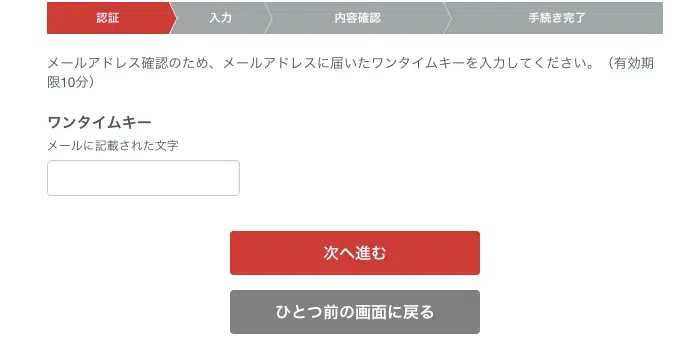 認証
入力
内容確認
手続き完了
メールアドレス確認のため、メールアドレスに届いたワンタイムキーを入力してください。（有効期
限10分）
ワンタイムキー
メールに記載された文字
次へ進む
ひとつ前の画面に戻る